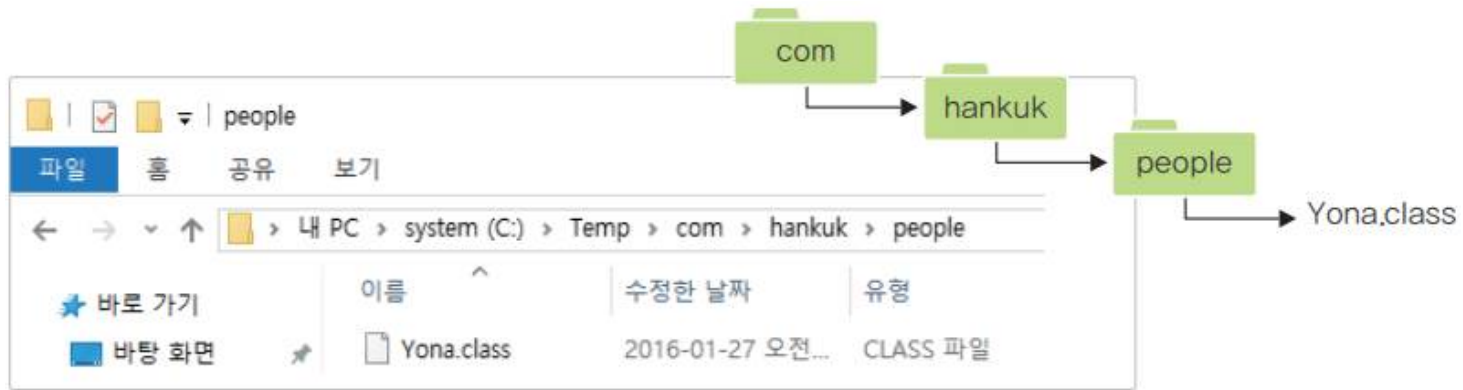 com
hankuk
people
Yona.class
people
파일 홈 공유 보기
내 PC › system (C:) › Temp › com › hankuk › people
이름 수정한 날짜 유형
바로 가기
바탕 화면
Yona.class 2016-01-27 오전... CLASS 파일